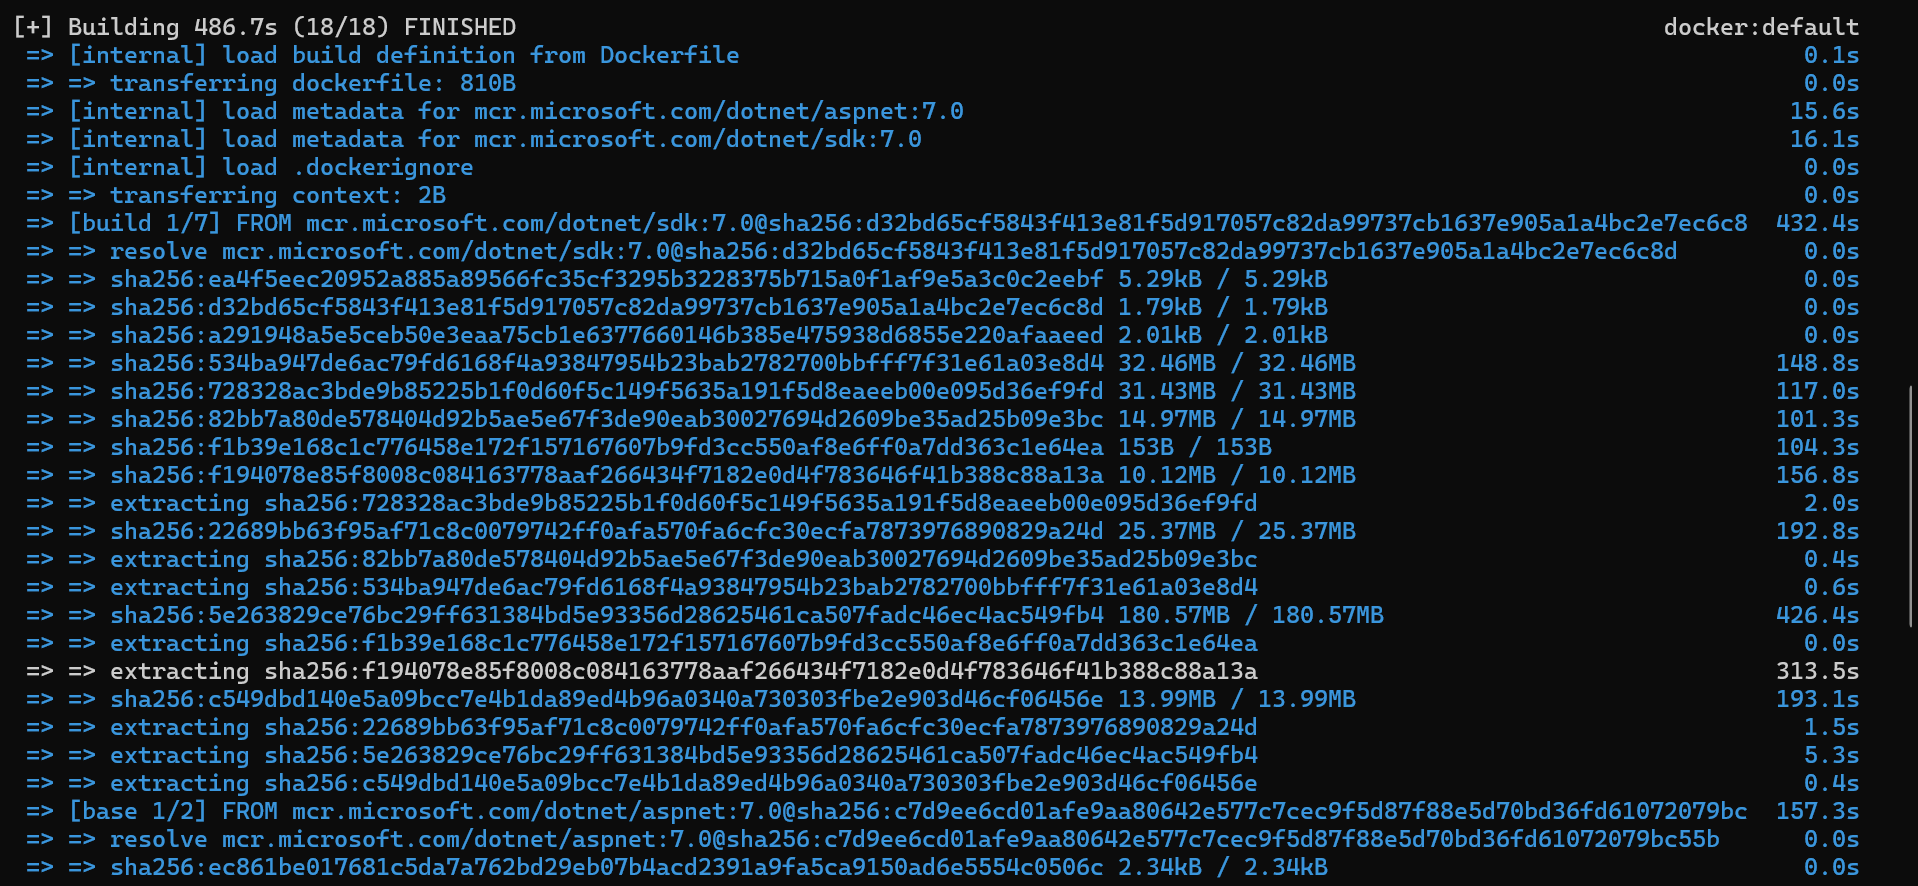 [+] Building 486.7s (18/18) FINISHED docker:default
=> [internal] load build definition from Dockerfile 0.1s
=> => transferring dockerfile: 810B 0.0s
=> [internal] load metadata for mcr.microsoft.com/dotnet/aspnet:7.0 15.6s
=> [internal] load metadata for mcr.microsoft.com/dotnet/sdk:7.0 16.1s
=> [internal] load .dockerignore 0.0s
=> => transferring context: 2B 0.0s
=> [build 1/7] FROM mcr.microsoft.com/dotnet/sdk:7.0@sha256:d32bd65cf5843f413e81f5d917057c82da99737cb1637e905a1a4bc2e7ec6c8 432.4s
=> => resolve mcr.microsoft.com/dotnet/sdk:7.0@sha256:d32bd65cf5843f413e81f5d917057c82da99737cb1637e905a1a4bc2e7ec6c8d 0.0s
=> => sha256:ea4f5eec20952a885a89566fc35cf3295b3228375b715a0f1af9e5a3c0c2eebf 5.29kB / 5.29kB 0.0s
=> => sha256:d32bd65cf5843f413e81f5d917057c82da99737cb1637e905a1a4bc2e7ec6c8d 1.79kB / 1.79kB 0.0s
=> => sha256:a291948a5e5ceb50e3eaa75cb1e6377660146b385e475938d6855e220afaaeed 2.01kB / 2.01kB 0.0s
=> => sha256:534ba947de6ac79fd6168f4a93847954b23bab2782700bbfff7f31e61a03e8d4 32.46MB / 32.46MB 148.8s
=> => sha256:728328ac3bde9b85225b1f0d60f5c149f5635a191f5d8eaeeb00e095d36ef9fd 31.43MB / 31.43MB 117.0s
=> => sha256:82bb7a80de578404d92b5ae5e67f3de90eab30027694d2609be35ad25b09e3bc 14.97MB / 14.97MB 101.3s
=> => sha256:f1b39e168c1c776458e172f157167607b9fd3cc550af8e6ff0a7dd363c1e64ea 153B / 153B 104.3s
=> => sha256:f194078e85f8008c084163778aaf266434f7182e0d4f783646f41b388c88a13a 10.12MB / 10.12MB 156.8s
=> => extracting sha256:728328ac3bde9b85225b1f0d60f5c149f5635a191f5d8eaeeb00e095d36ef9fd 2.0s
=> => sha256:22689bb63f95af71c8c0079742ff0afa570fa6cfc30ecfa7873976890829a24d 25.37MB / 25.37MB 192.8s
=> => extracting sha256:82bb7a80de578404d92b5ae5e67f3de90eab30027694d2609be35ad25b09e3bc 0.4s
=> => extracting sha256:534ba947de6ac79fd6168f4a93847954b23bab2782700bbfff7f31e61a03e8d4 0.6s
=> => sha256:5e263829ce76bc29ff631384bd5e93356d28625461ca507fadc46ec4ac549fb4 180.57MB / 180.57MB 426.4s
=> => extracting sha256:f1b39e168c1c776458e172f157167607b9fd3cc550af8e6ff0a7dd363c1e64ea 0.0s
=> => extracting sha256:f194078e85f8008c084163778aaf266434f7182e0d4f783646f41b388c88a13a 313.5s
=> => sha256:c549dbd140e5a09bcc7e4b1da89ed4b96a0340a730303fbe2e903d46cf06456e 13.99MB / 13.99MB 193.1s
=> => extracting sha256:22689bb63f95af71c8c0079742ff0afa570fa6cfc30ecfa7873976890829a24d 1.5s
=> => extracting sha256:5e263829ce76bc29ff631384bd5e93356d28625461ca507fadc46ec4ac549fb4 5.3s
=> => extracting sha256:c549dbd140e5a09bcc7e4b1da89ed4b96a0340a730303fbe2e903d46cf06456e 0.4s
=> [base 1/2] FROM mcr.microsoft.com/dotnet/aspnet:7.0@sha256:c7d9ee6cd01afe9aa80642e577c7cec9f5d87f88e5d70bd36fd61072079bc 157.3s
=> => resolve mcr.microsoft.com/dotnet/aspnet:7.0@sha256:c7d9ee6cd01afe9aa80642e577c7cec9f5d87f88e5d70bd36fd61072079bc55b 0.0s
=> => sha256:ec861be017681c5da7a762bd29eb07b4acd2391a9fa5ca9150ad6e5554c0506c 2.34kB / 2.34kB 0.0s